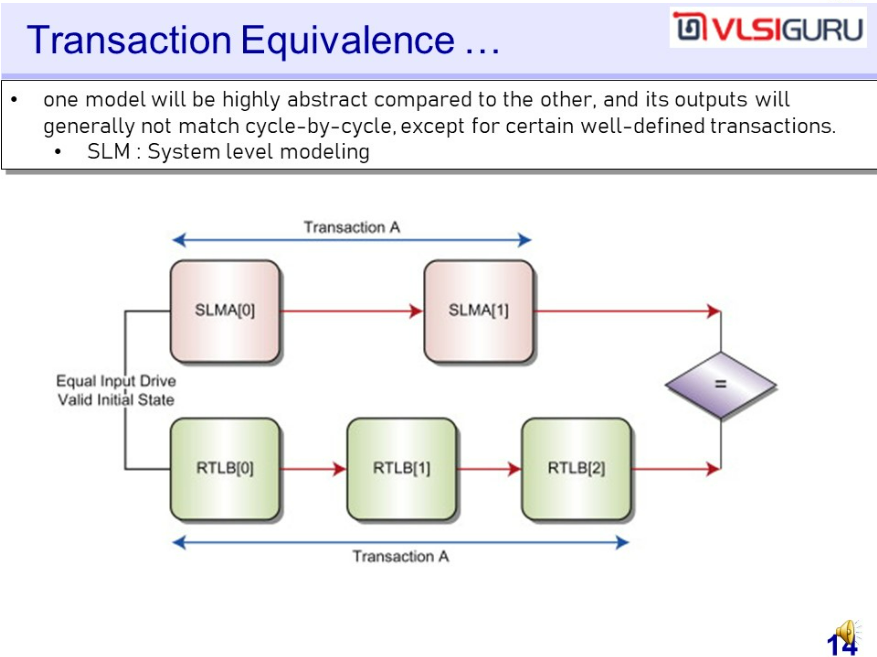 Transaction Equivalence …
VLSIGURU
• one model will be highly abstract compared to the other, and its outputs will
generally not match cycle-by-cycle, except for certain well-defined transactions.
• SLM : System level modeling
Transaction A
SLMA[0]
SLMA[1]
Equal Input Drive
Valid Initial State
=
RTLB[0]
RTLB[1]
RTLB[2]
Transaction A
14